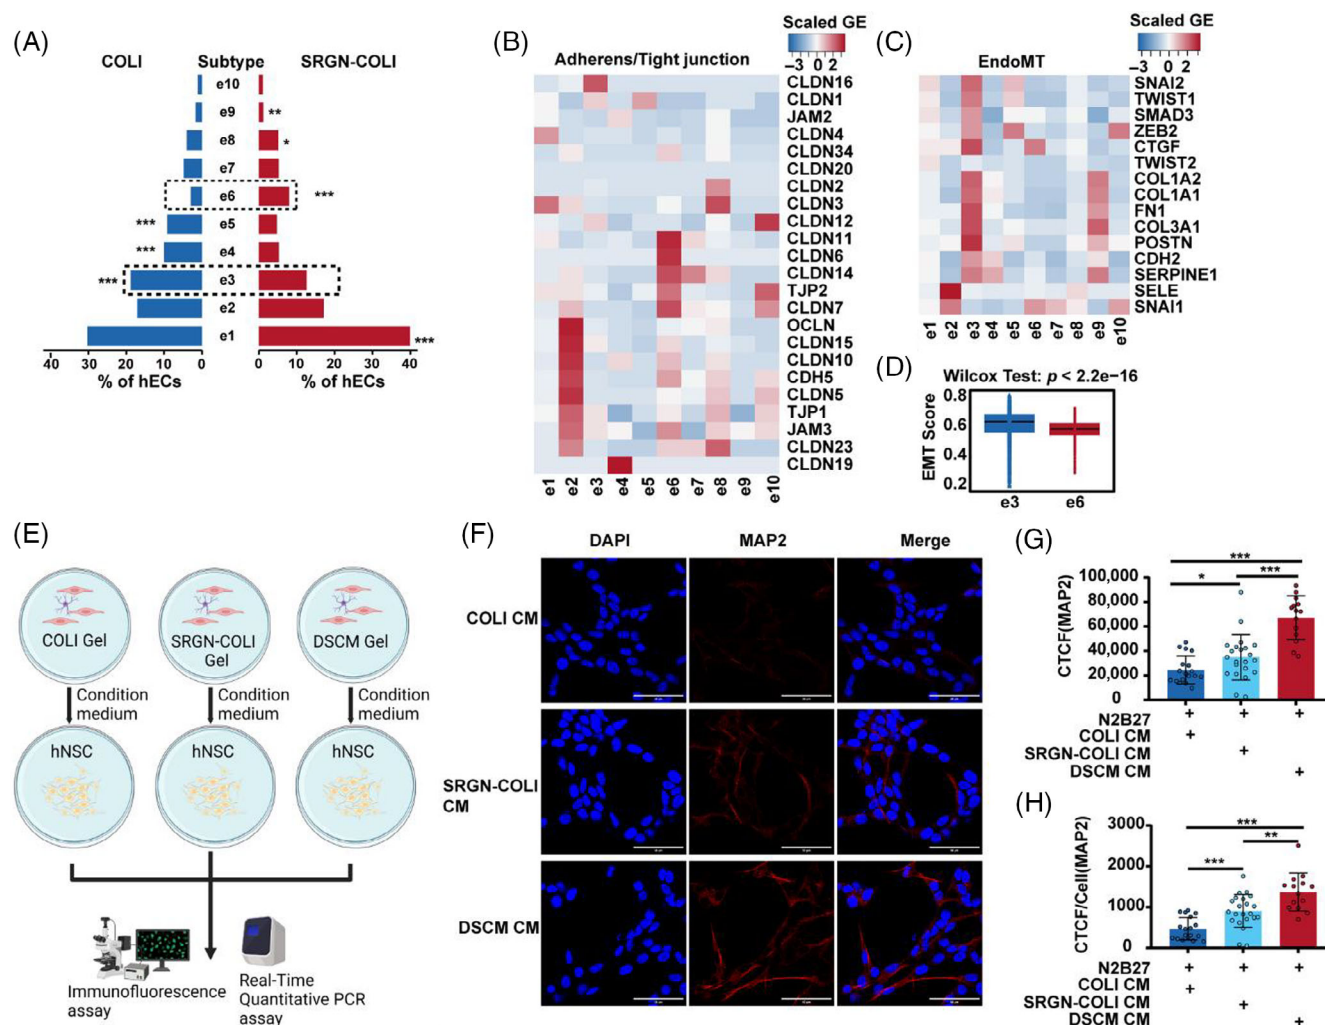 (A)
COLI
Subtype
SRGN-COLI
e10
e9
**
e8
*
e7
e6
***
***
e5
***
e4
***
e3
e2
e1
***
40
20
0
0
20
40
% of hECs
% of hECs
(B)
Scaled GE
−3
0
2
Adherens/Tight junction
CLDN16
CLDN1
JAM2
CLDN4
CLDN34
CLDN20
CLDN2
CLDN3
CLDN12
CLDN11
CLDN6
CLDN14
TJP2
CLDN7
OCLN
CLDN15
CLDN10
CDH5
CLDN5
TJP1
JAM3
CLDN23
CLDN19
e1
e2
e3
e4
e5
e6
e7
e8
e9
e10
(C)
Scaled GE
−3
0
2
EndoMT
SNAI2
TWIST1
SMAD3
ZEB2
CTGF
TWIST2
COL1A2
COL1A1
FN1
COL3A1
POSTN
CDH2
SERPINE1
SELE
SNAI1
e1
e2
e3
e4
e5
e6
e7
e8
e9
e10
(D)
Wilcox Test: p < 2.2e−16
EMT Score
0.8
0.6
0.4
0.2
e3
e6
(E)
COLI Gel
SRGN-COLI
Gel
DSCM Gel
Condition
medium
Condition
medium
Condition
medium
hNSC
hNSC
hNSC
Immunofluorescence
assay
Real-Time
Quantitative PCR
assay
(F)
DAPI
MAP2
Merge
COLI CM
SRGN-COLI
CM
DSCM CM
(G)
***
*
***
CTCF(MAP2)
100,000
80,000
60,000
40,000
20,000
0
N2B27
+
+
+
COLI CM
+
SRGN-COLI CM
+
DSCM CM
+
(H)
***
***
**
CTCF/Cell(MAP2)
3000
2000
1000
0
N2B27
+
+
+
COLI CM
+
SRGN-COLI CM
+
DSCM CM
+